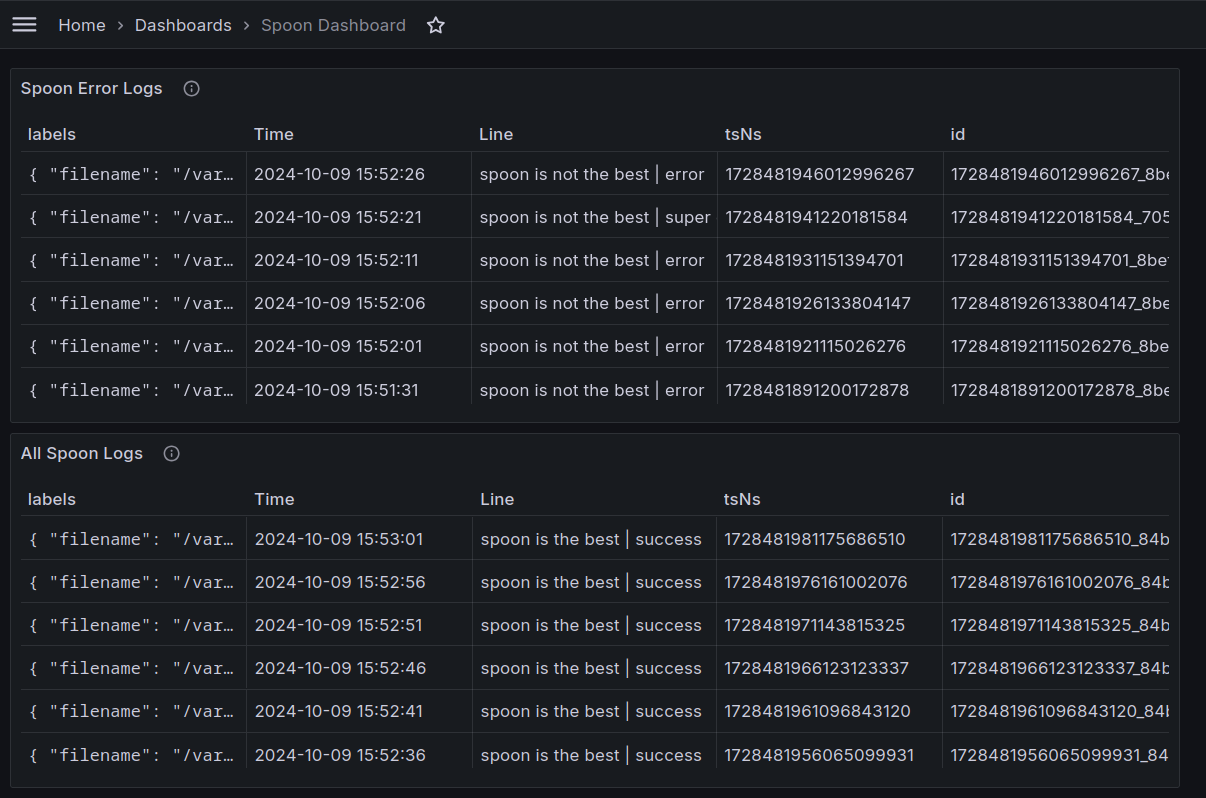 Home › Dashboards › Spoon Dashboard
Spoon Error Logs
labels Time Line tsNs id
{ "filename": "/var… 2024-10-09 15:52:26 spoon is not the best | error 1728481946012996267 1728481946012996267_8be
{ "filename": "/var… 2024-10-09 15:52:21 spoon is not the best | super 1728481941220181584 1728481941220181584_705
{ "filename": "/var… 2024-10-09 15:52:11 spoon is not the best | error 1728481931151394701 1728481931151394701_8be
{ "filename": "/var… 2024-10-09 15:52:06 spoon is not the best | error 1728481926133804147 1728481926133804147_8be
{ "filename": "/var… 2024-10-09 15:52:01 spoon is not the best | error 1728481921115026276 1728481921115026276_8be
{ "filename": "/var… 2024-10-09 15:51:31 spoon is not the best | error 1728481891200172878 1728481891200172878_8be
All Spoon Logs
labels Time Line tsNs id
{ "filename": "/var… 2024-10-09 15:53:01 spoon is the best | success 1728481981175686510 1728481981175686510_84b
{ "filename": "/var… 2024-10-09 15:52:56 spoon is the best | success 1728481976161002076 1728481976161002076_84b
{ "filename": "/var… 2024-10-09 15:52:51 spoon is the best | success 1728481971143815325 1728481971143815325_84b
{ "filename": "/var… 2024-10-09 15:52:46 spoon is the best | success 1728481966123123337 1728481966123123337_84b
{ "filename": "/var… 2024-10-09 15:52:41 spoon is the best | success 1728481961096843120 1728481961096843120_84b
{ "filename": "/var… 2024-10-09 15:52:36 spoon is the best | success 1728481956065099931 1728481956065099931_84